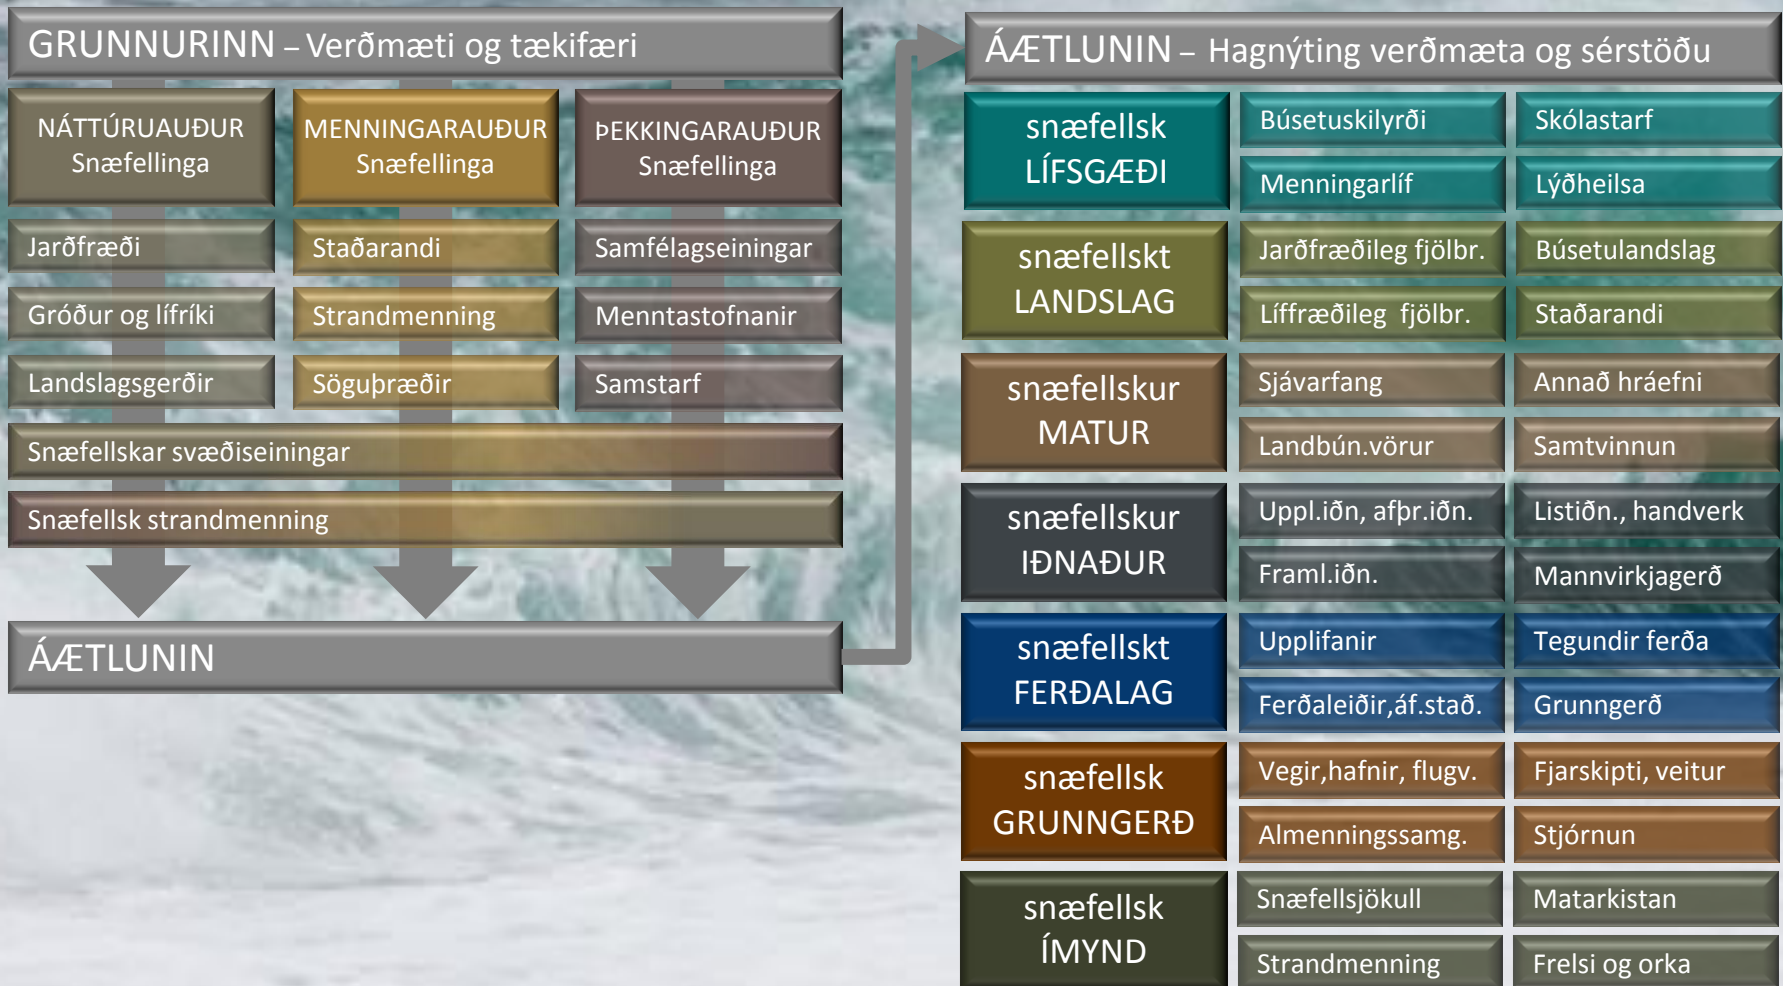 GRUNNURINN – Verðmæti og tækifæri
NÁTTÚRUAUÐUR
Snæfellinga
MENNINGARAUÐUR
Snæfellinga
ÞEKKINGARAUÐUR
Snæfellinga
Jarðfræði
Staðarandi
Samfélagseiningar
Gróður og lífríki
Strandmenning
Menntastofnanir
Landslagsgerðir
Söguþræðir
Samstarf
Snæfellskar svæðiseiningar
Snæfellsk strandmenning
ÁÆTLUNIN
ÁÆTLUNIN – Hagnýting verðmæta og sérstöðu
snæfellsk
LÍFSGÆÐI
Búsetuskilyrði
Skólastarf
Menningarlíf
Lýðheilsa
snæfellskt
LANDSLAG
Jarðfræðileg fjölbr.
Búsetulandslag
Líffræðileg fjölbr.
Staðarandi
snæfellskur
MATUR
Sjávarfang
Annað hráefni
Landbún.vörur
Samtvinnun
snæfellskur
IÐNAÐUR
Uppl.iðn, afþr.iðn.
Listiðn., handverk
Framl.iðn.
Mannvirkjagerð
snæfellskt
FERÐALAG
Upplifanir
Tegundir ferða
Ferðaleiðir,áf.stað.
Grunngerð
snæfellsk
GRUNNGERÐ
Vegir,hafnir, flugv.
Fjarskipti, veitur
Almenningssamg.
Stjórnun
snæfellsk
ÍMYND
Snæfellsjökull
Matarkistan
Strandmenning
Frelsi og orka